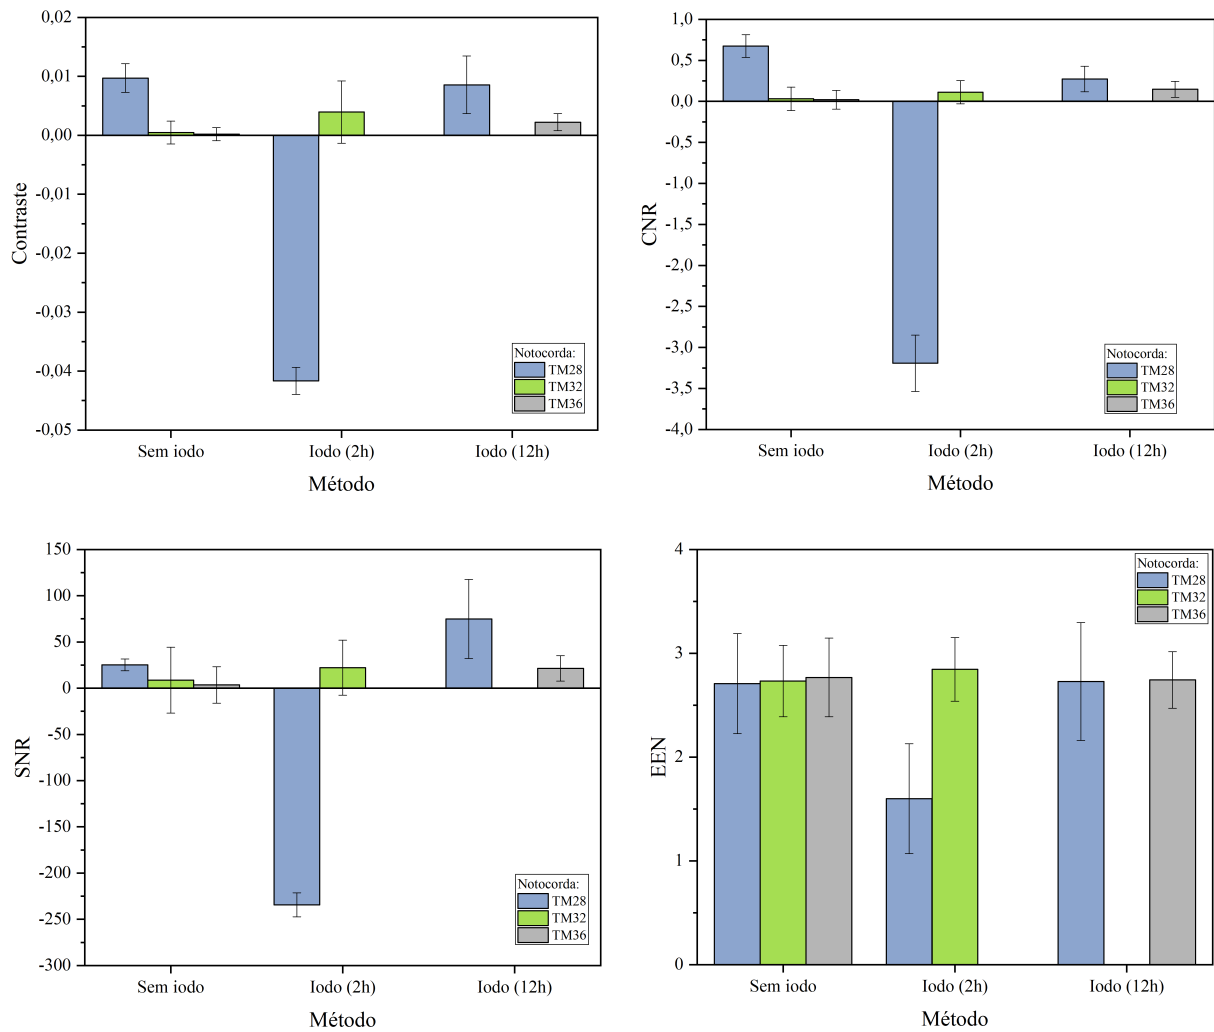 0,02
0,01
0,00
-0,01
-0,02
-0,03
-0,04
-0,05
Contraste
Sem iodo Iodo (2h) Iodo (12h)
Método
Notocorda:
TM28
TM32
TM36
1,0
0,5
0,0
-0,5
-1,0
-1,5
-2,0
-2,5
-3,0
-3,5
-4,0
CNR
Sem iodo Iodo (2h) Iodo (12h)
Método
Notocorda:
TM28
TM32
TM36
150
100
50
0
-50
-100
-150
-200
-250
-300
SNR
Sem iodo Iodo (2h) Iodo (12h)
Método
Notocorda:
TM28
TM32
TM36
4
3
2
1
0
EEN
Sem iodo Iodo (2h) Iodo (12h)
Método
Notocorda:
TM28
TM32
TM36